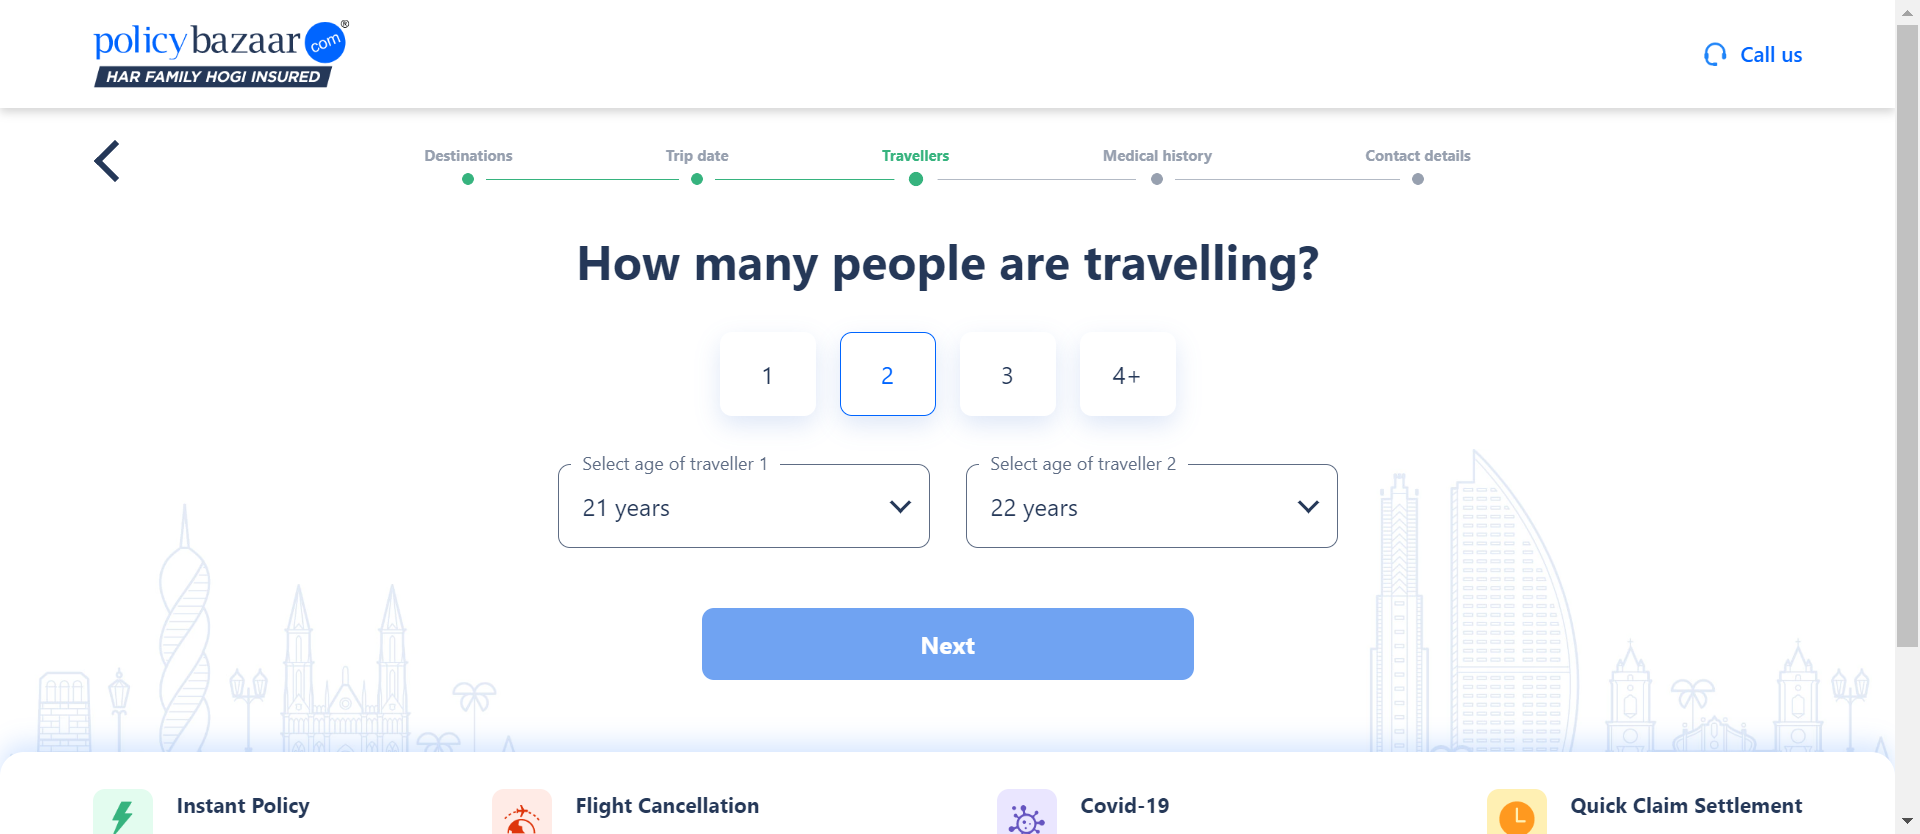 policybazaar com ®
HAR FAMILY HOGI INSURED
Call us
Destinations
Trip date
Travellers
Medical history
Contact details
How many people are travelling?
1
2
3
4+
Select age of traveller 1
21 years
Select age of traveller 2
22 years
Next
Instant Policy
Flight Cancellation
Covid-19
Quick Claim Settlement